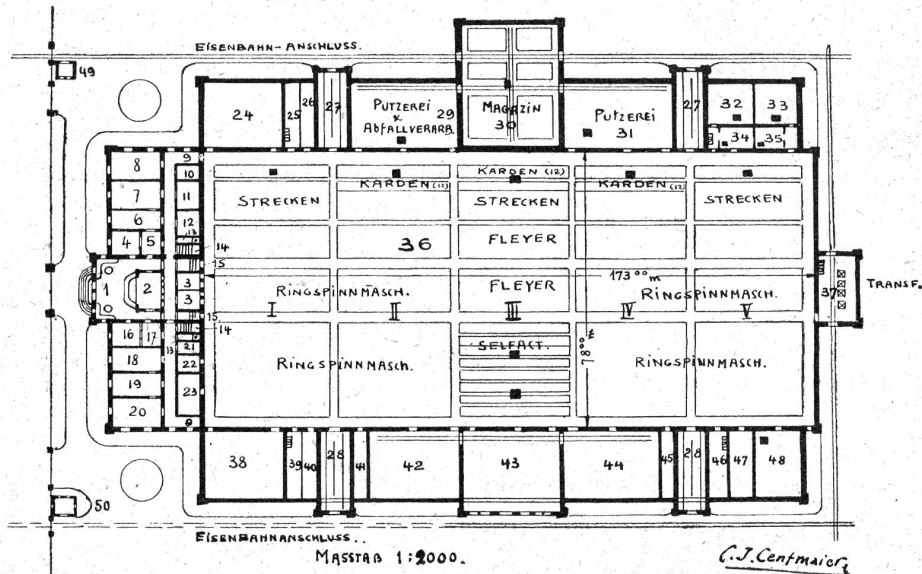 EISENBAHN-ANSCHLUSS.
49
24
25
26
27
PUTZEREI
&
ABFALLVERARB.
29
MAGAZIN
30
PUTZEREI
31
27
32
33
34
35
8
7
6
4 5
1 2
9
10
11
12
13
14
15
3
3
15
14
13
16 17
18
19
20
21
22
23
9
KARDEN (12)
KARDEN (12)
KARDEN (12)
STRECKEN
STRECKEN
STRECKEN
36
FLEYER
FLEYER
173⁰⁰ m
78⁰⁰ m
RINGSPINNMASCH.
RINGSPINNMASCH.
I II III IV V
SELFACT.
RINGSPINNMASCH.
RINGSPINNMASCH.
37
TRANSF.
38
39
40
28
41
42
43
44
45
28
46
47
48
50
EISENBAHNANSCHLUSS..
MASSTAB 1:2000.
C.J. Centmaier